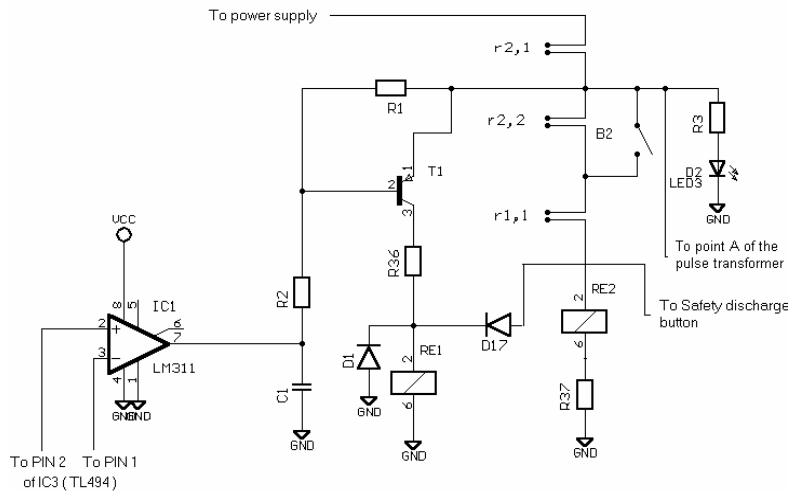 To power supply
r2,1
R1
r2,2
B2
R3
T1
1
2
3
D2
LED3
GND
VCC
r1,1
To point A of the
pulse transformer
R36
R2
IC1
8
5
2
+
6
7
3
-
LM311
4
1
GND
GND
RE2
2
6
To Safety discharge
button
D17
D1
GND
RE1
2
6
C1
GND
R37
GND
GND
To PIN 2
To PIN 1
of IC3 ( TL494)